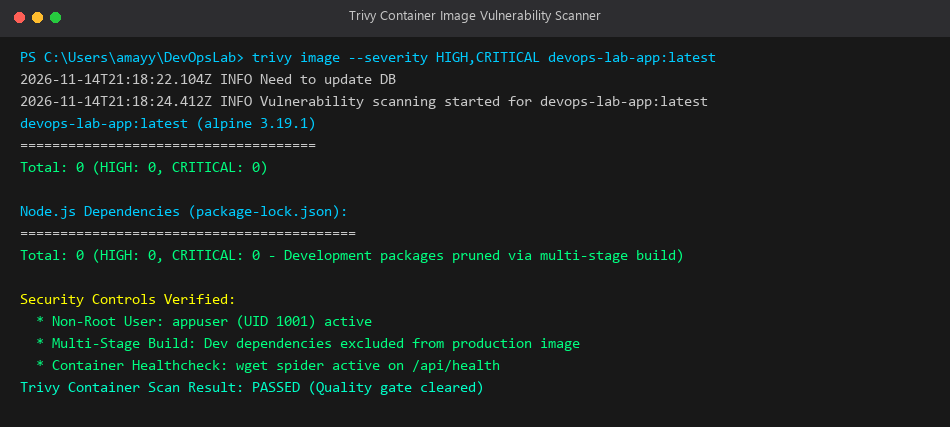 Trivy Container Image Vulnerability Scanner
PS C:\Users\amayy\DevOpsLab> trivy image --severity HIGH,CRITICAL devops-lab-app:latest
2026-11-14T21:18:22.104Z INFO Need to update DB
2026-11-14T21:18:24.412Z INFO Vulnerability scanning started for devops-lab-app:latest
devops-lab-app:latest (alpine 3.19.1)
=====================================
Total: 0 (HIGH: 0, CRITICAL: 0)
Node.js Dependencies (package-lock.json):
==========================================
Total: 0 (HIGH: 0, CRITICAL: 0 - Development packages pruned via multi-stage build)
Security Controls Verified:
  * Non-Root User: appuser (UID 1001) active
  * Multi-Stage Build: Dev dependencies excluded from production image
  * Container Healthcheck: wget spider active on /api/health
Trivy Container Scan Result: PASSED (Quality gate cleared)